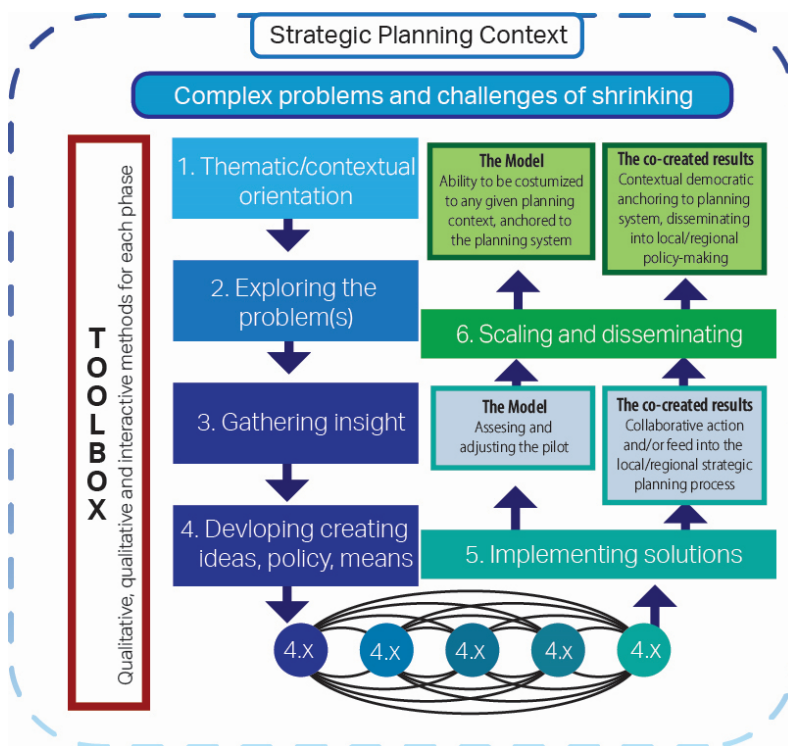 Strategic Planning Context
Complex problems and challenges of shrinking
TOOLBOX
Qualitative, qualitative and interactive methods for each phase
1. Thematic/contextual
orientation
2. Exploring the
problem(s)
3. Gathering insight
4. Devloping creating
ideas, policy, means
4.x
4.x
4.x
4.x
4.x
5. Implementing solutions
The Model
Assesing and
adjusting the pilot
The co-created results
Collaborative action
and/or feed into the
local/regional strategic
planning process
6. Scaling and disseminating
The Model
Ability to be costumized
to any given planning
context, anchored to
the planning system
The co-created results
Contextual democratic
anchoring to planning
system, disseminating
into local/regional
policy-making